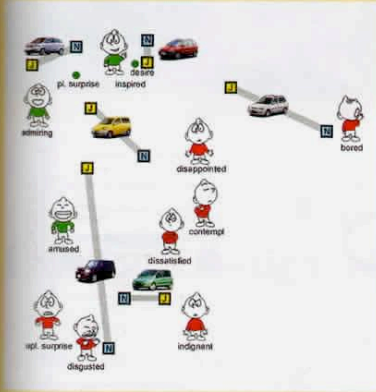 N
N
J
J
desire
pl. surprise
inspired
J
J
admiring
N
bored
N
disappointed
J
contempt
amused
dissatisfied
N
J
upl. surprise
N
indignent
disgusted